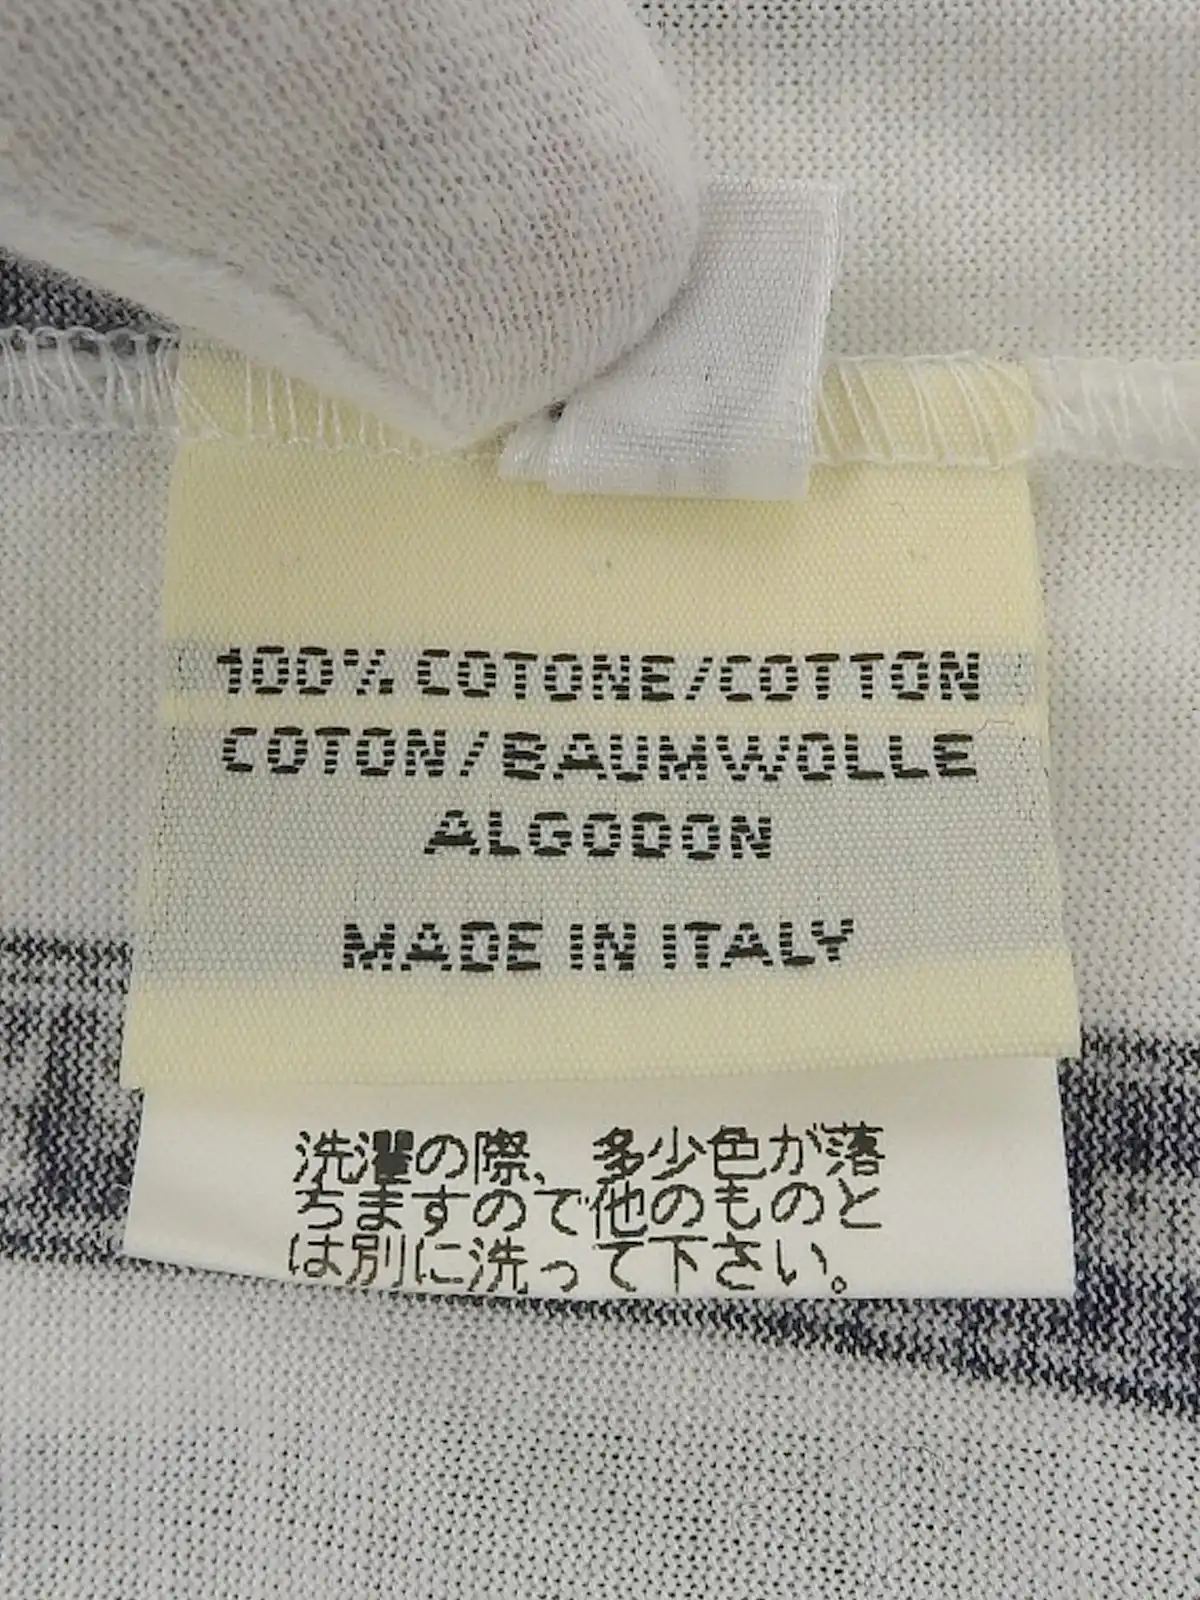 100% COTONE/COTTON
COTON/BAUMWOLLE
ALGODON
MADE IN ITALY
洗濯の際、多少色が落
ちますので他のものと
は別に洗って下さい。